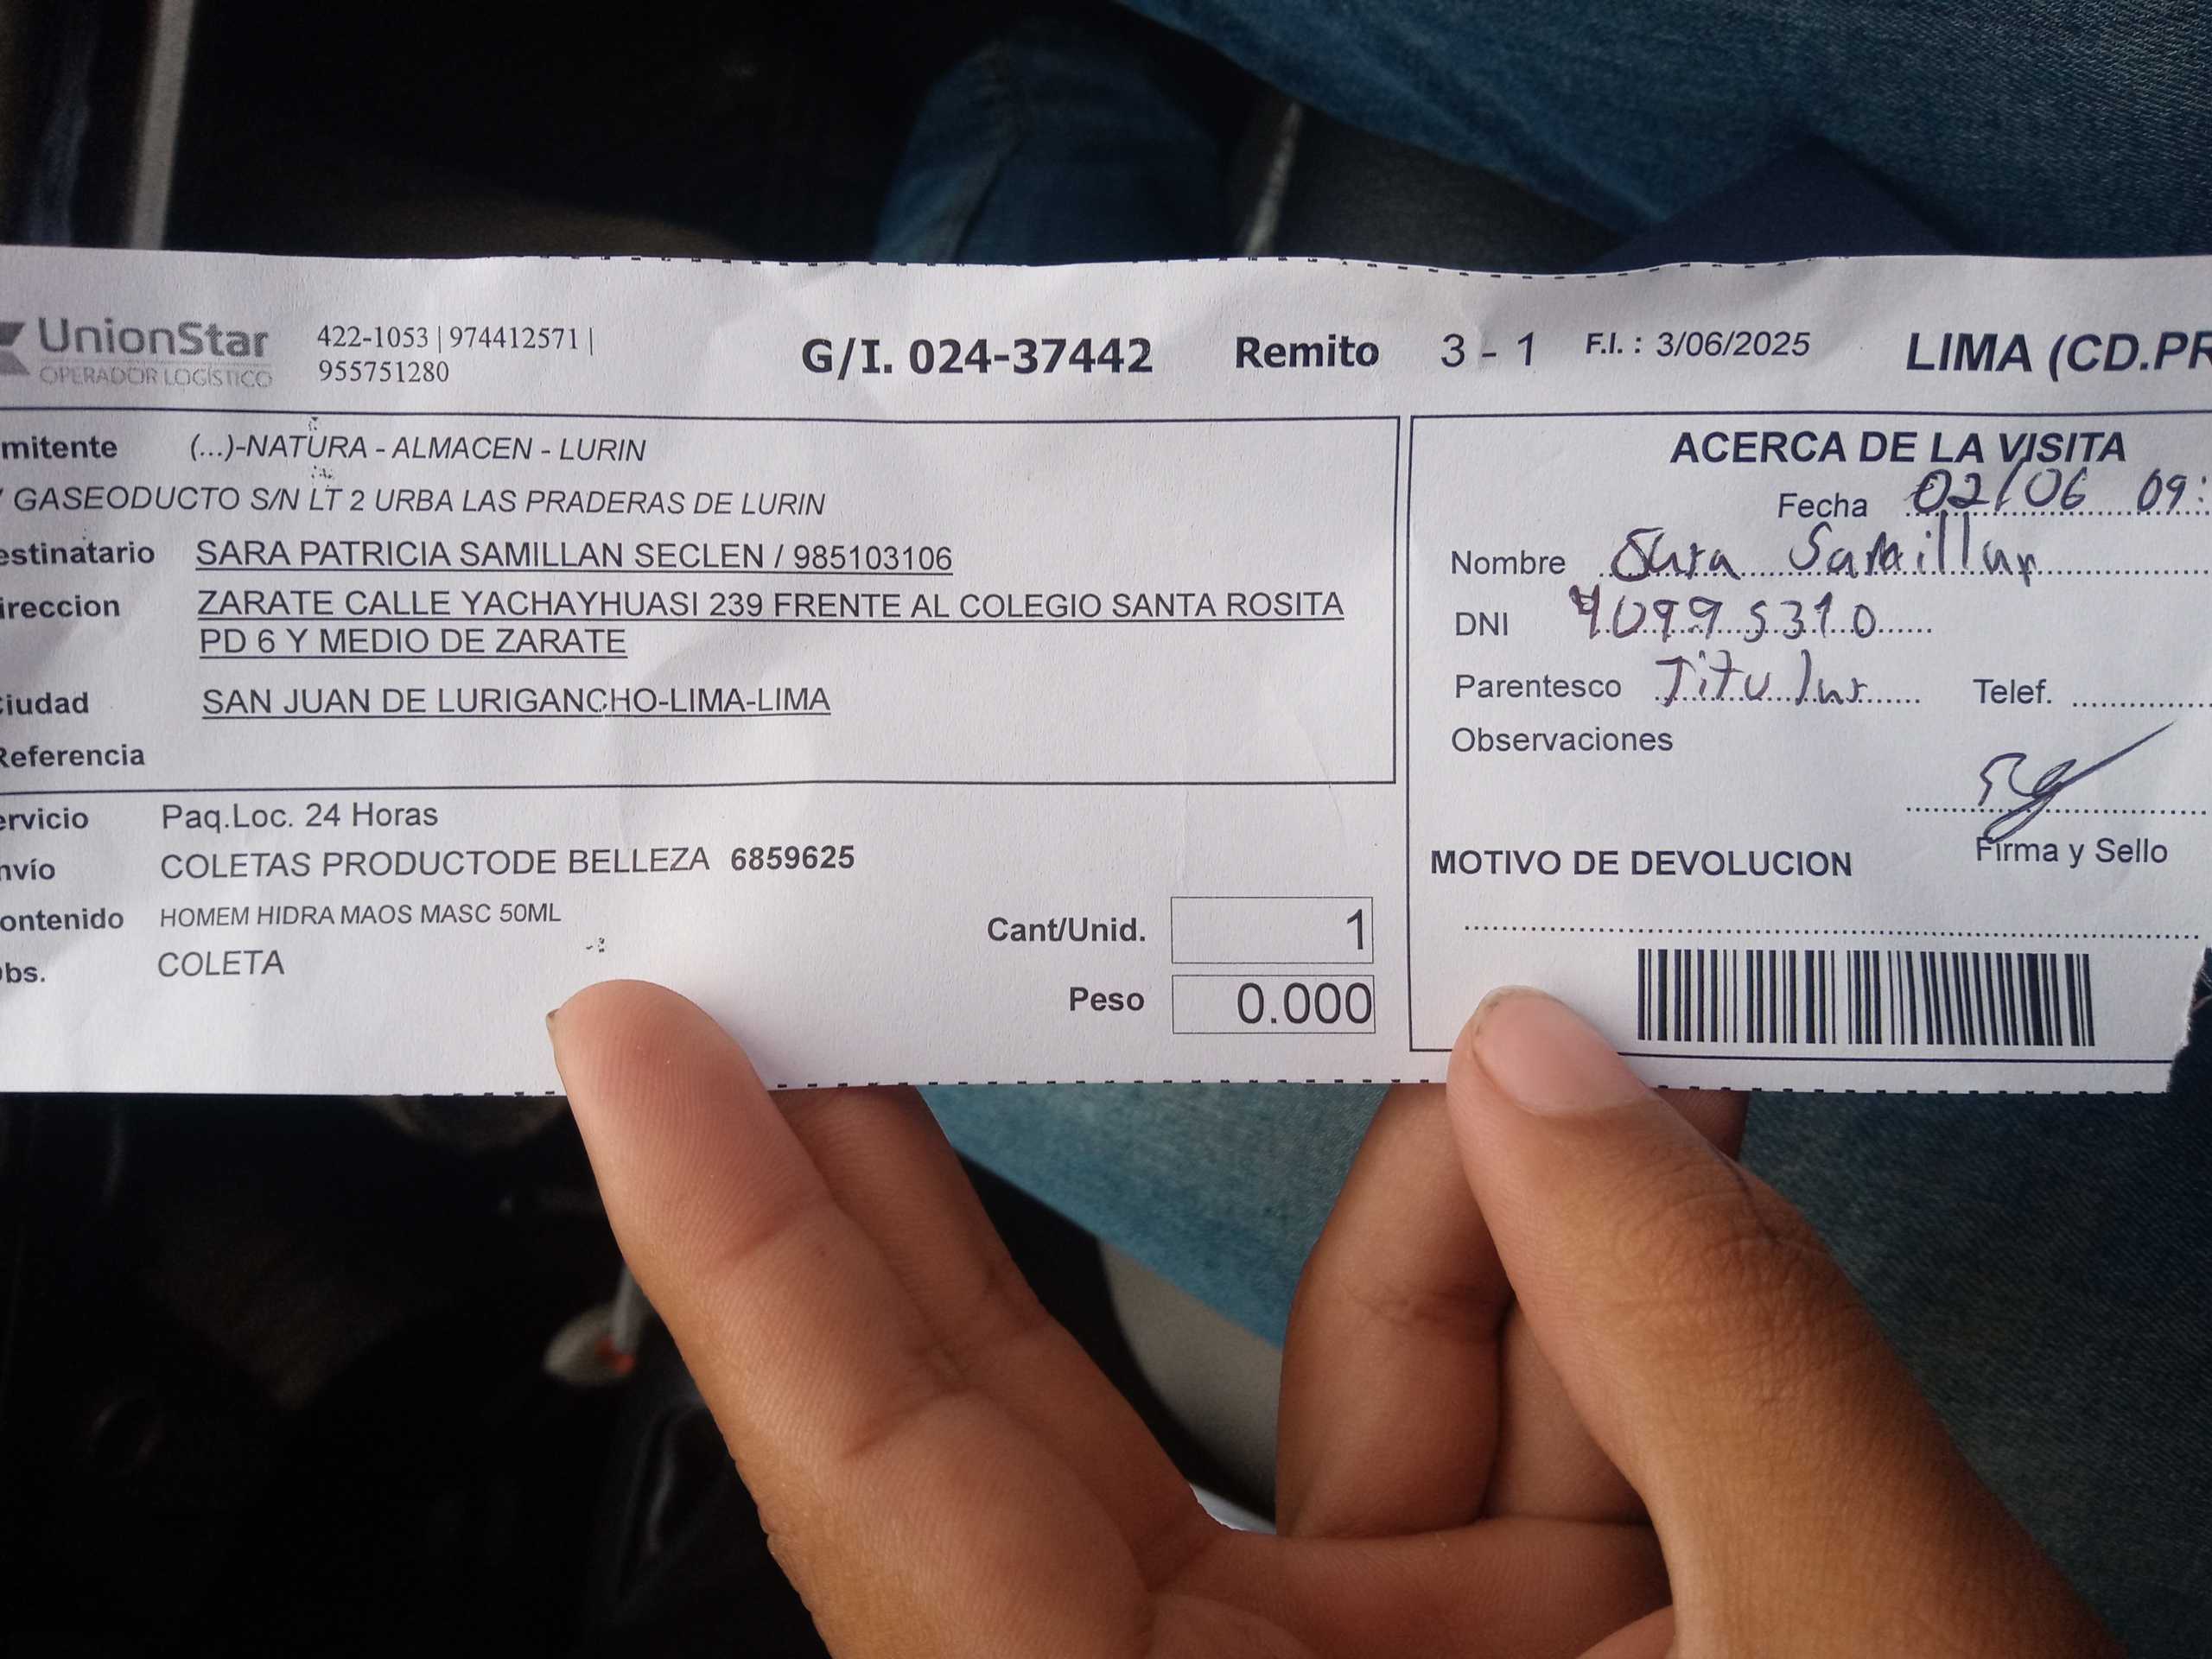 UnionStar
OPERADOR LOGÍSTICO
422-1053 | 974412571 |
955751280
G/I. 024-37442 Remito 3 - 1 F.I. : 3/06/2025 LIMA (CD.PR
mitente (...)-NATURA - ALMACEN - LURIN
GASEODUCTO S/N LT 2 URBA LAS PRADERAS DE LURIN
estinatario SARA PATRICIA SAMILLAN SECLEN / 985103106
ireccion ZARATE CALLE YACHAYHUASI 239 FRENTE AL COLEGIO SANTA ROSITA
PD 6 Y MEDIO DE ZARATE
iudad SAN JUAN DE LURIGANCHO-LIMA-LIMA
Referencia
ervicio Paq.Loc. 24 Horas
nvío COLETAS PRODUCTODE BELLEZA 6859625
ontenido HOMEM HIDRA MAOS MASC 50ML
bs. COLETA
Cant/Unid. 1
Peso 0.000
ACERCA DE LA VISITA
Fecha 02/06 09:
Nombre Sara Samillan
DNI 40995310
Parentesco Titular Telef.
Observaciones
Firma y Sello
MOTIVO DE DEVOLUCION